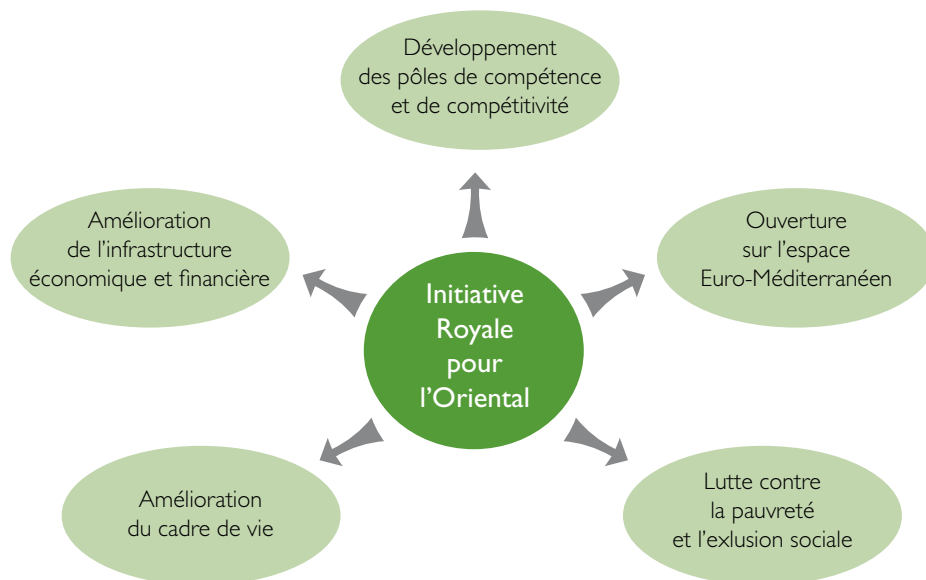 Développement
des pôles de compétence
et de compétitivité
Amélioration
de l'infrastructure
économique et financière
Ouverture
sur l'espace
Euro-Méditerranéen
Initiative
Royale
pour
l'Oriental
Amélioration
du cadre de vie
Lutte contre
la pauvreté
et l'exlusion sociale